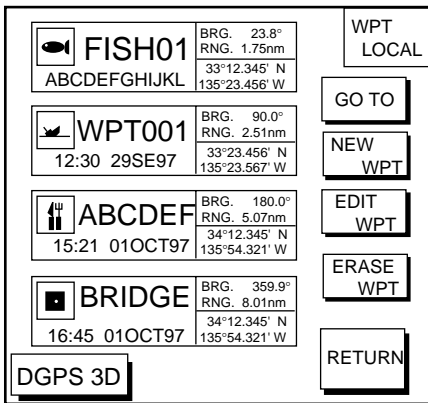 FISH01
ABCDEFGHIJKL
BRG. 23.8°
RNG. 1.75nm
33°12.345' N
135°23.456' W
WPT001
12:30 29SE97
BRG. 90.0°
RNG. 2.51nm
33°23.456' N
135°23.567' W
ABCDEF
15:21 01OCT97
BRG. 180.0°
RNG. 5.07nm
34°12.345' N
135°54.321' W
BRIDGE
16:45 01OCT97
BRG. 359.9°
RNG. 8.01nm
34°12.345' N
135°54.321' W
DGPS 3D
WPT
LOCAL
GO TO
NEW
WPT
EDIT
WPT
ERASE
WPT
RETURN